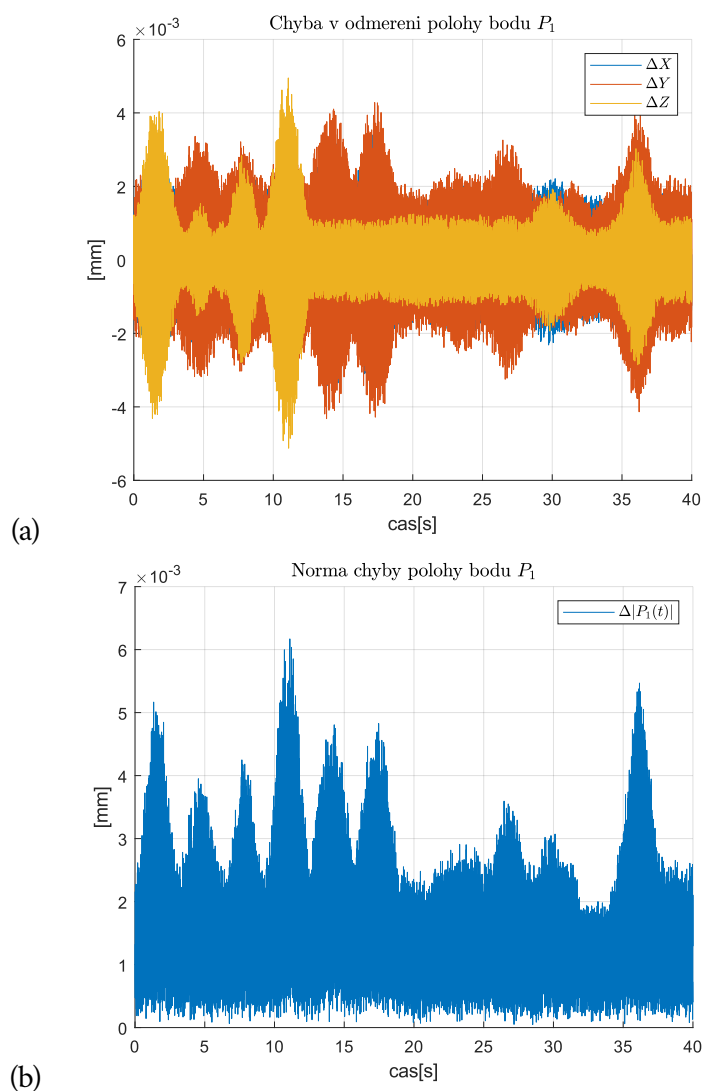 Chyba v odmereni polohy bodu P₁
×10⁻³
6
4
2
0
-2
-4
-6
[mm]
ΔX
ΔY
ΔZ
0 5 10 15 20 25 30 35 40
cas[s]
(a)
Norma chyby polohy bodu P₁
×10⁻³
7
6
5
4
3
2
1
0
[mm]
Δ|P₁(t)|
0 5 10 15 20 25 30 35 40
cas[s]
(b)